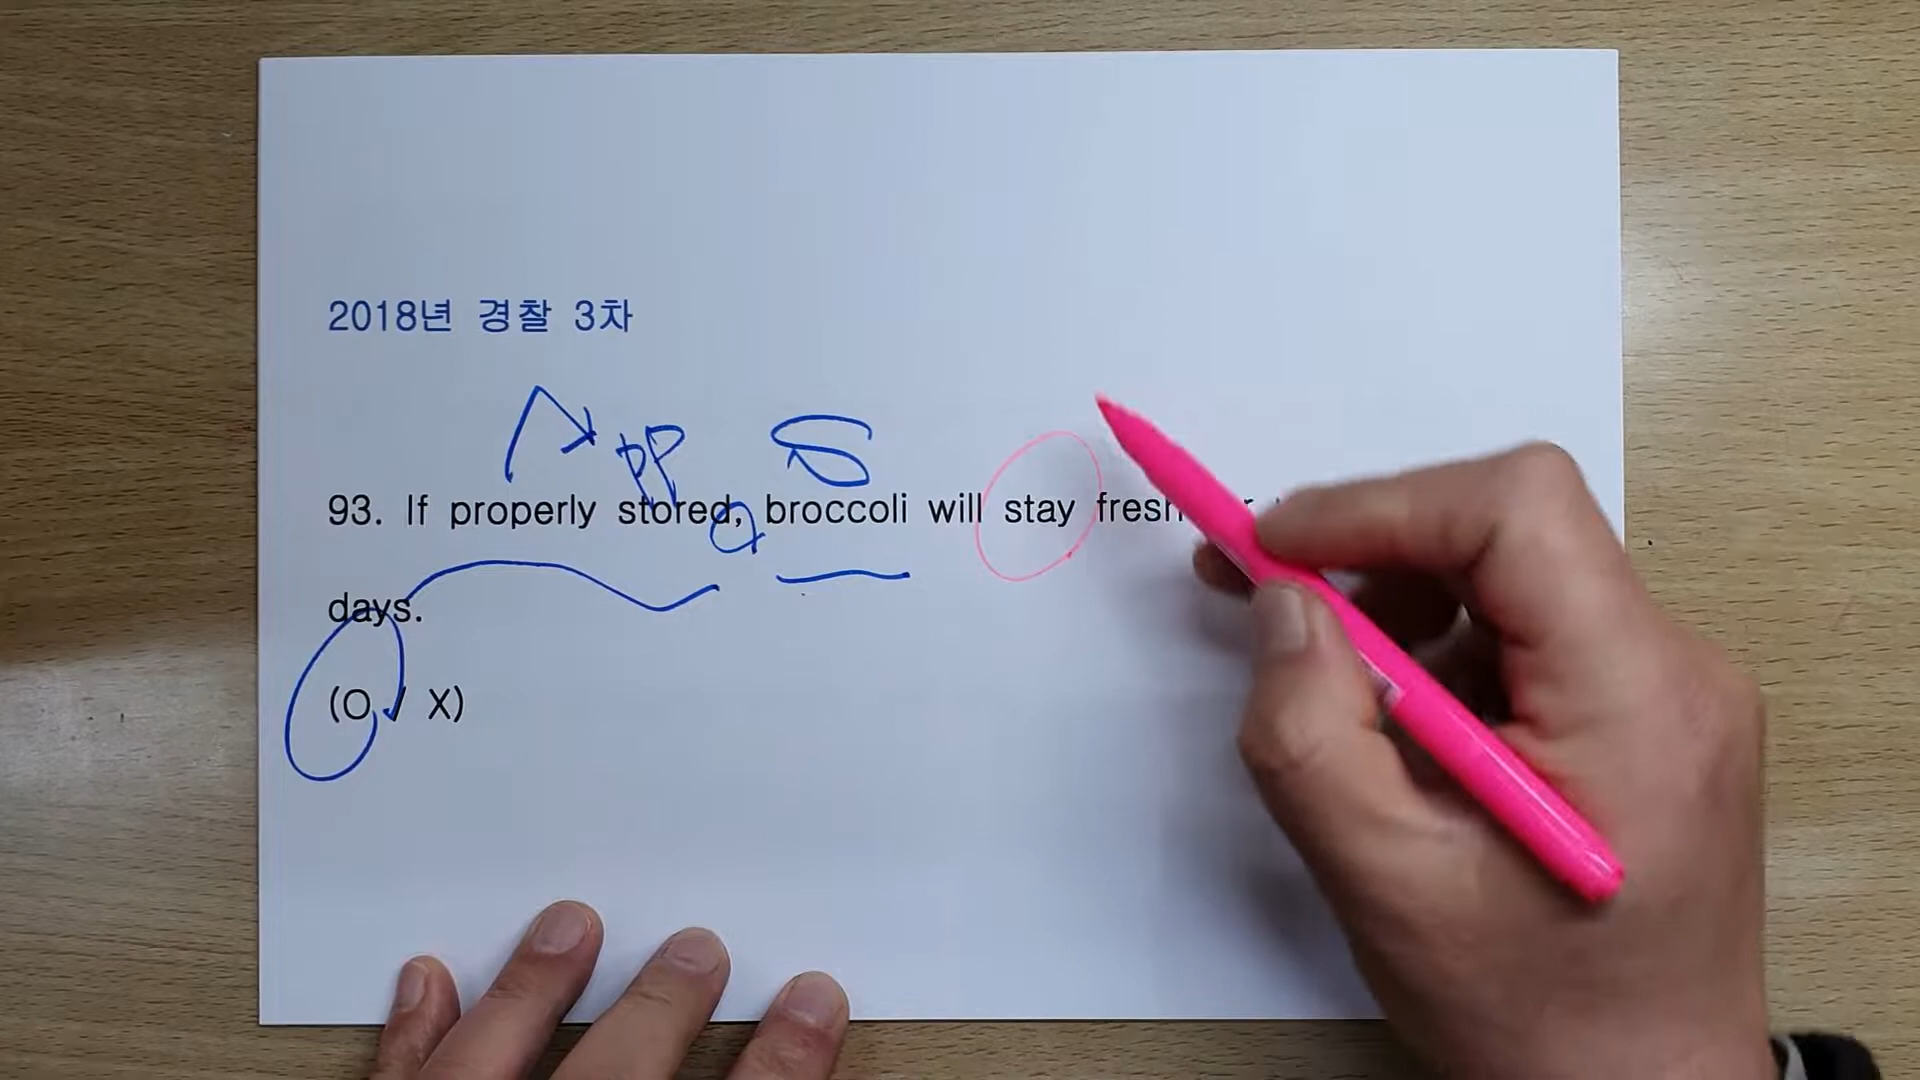 2018년 경찰 3차
pp S
93. If properly stored, broccoli will stay fresh
days.
(O / X)